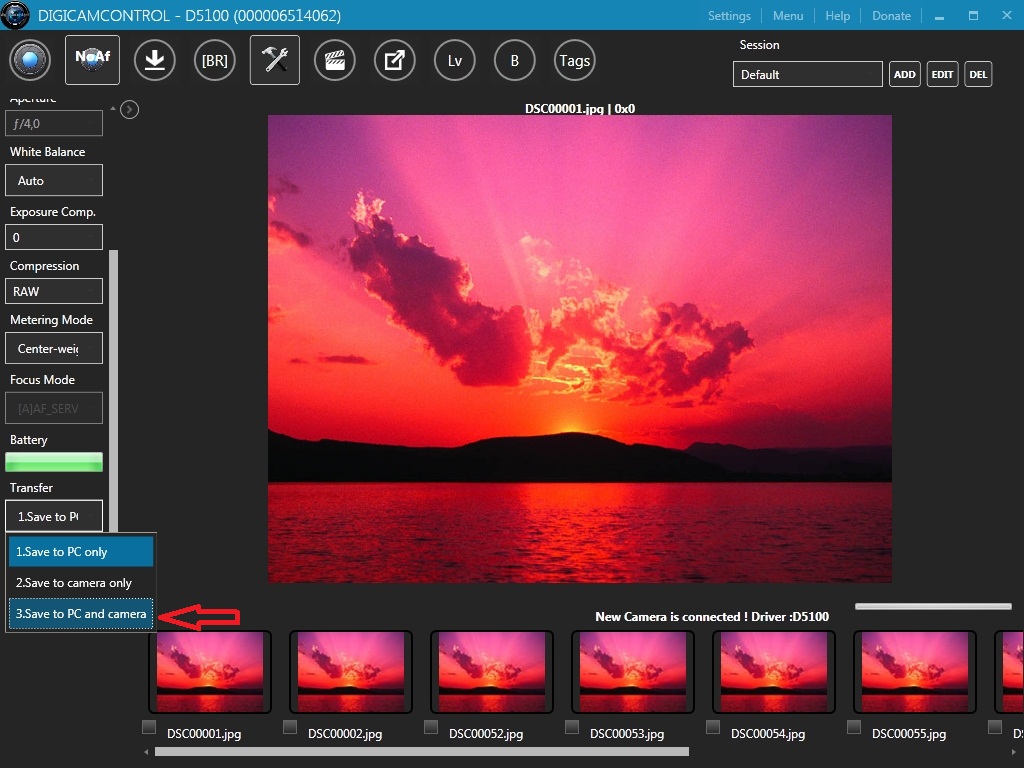 DIGICAMCONTROL - D5100 (000006514062)
Settings Menu Help Donate
NoAf [BR] Lv B Tags
Session
Default ADD EDIT DEL
DSC00001.jpg | 0x0
Aperture
ƒ/4,0
White Balance
Auto
Exposure Comp.
0
Compression
RAW
Metering Mode
Center-weig
Focus Mode
[A]AF_SERV
Battery
Transfer
1.Save to PC
1.Save to PC only
2.Save to camera only
3.Save to PC and camera
New Camera is connected ! Driver :D5100
DSC00001.jpg DSC00002.jpg DSC00052.jpg DSC00053.jpg DSC00054.jpg DSC00055.jpg